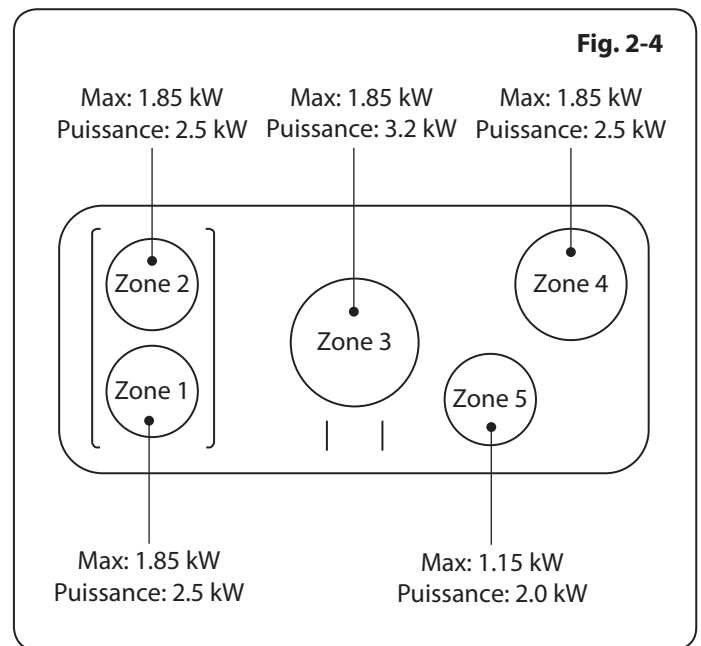 Fig. 2-4
Max: 1.85 kW
Puissance: 2.5 kW
Max: 1.85 kW
Puissance: 3.2 kW
Max: 1.85 kW
Puissance: 2.5 kW
Zone 2
Zone 4
Zone 3
Zone 1
Zone 5
Max: 1.85 kW
Puissance: 2.5 kW
Max: 1.15 kW
Puissance: 2.0 kW